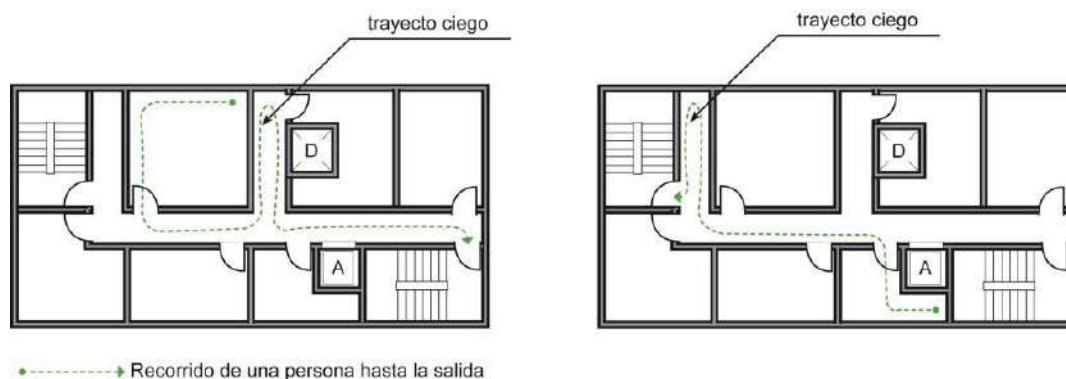 trayecto ciego
trayecto ciego
D
D
A
A
Recorrido de una persona hasta la salida